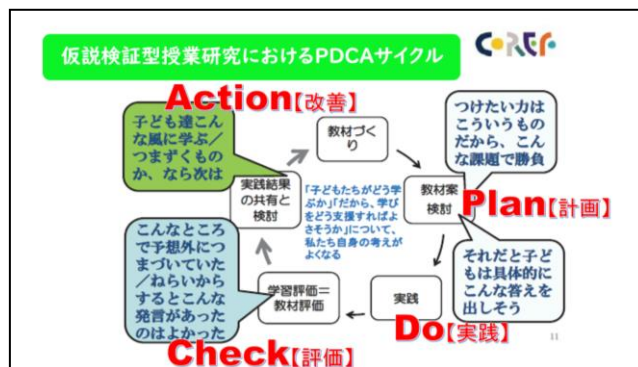 仮説検証型授業研究におけるPDCAサイクル
CoREF
Action【改善】
子ども達こん
な風に学ぶ／
つまずくもの
か、なら次は
教材づく
り
つけたい力は
こういうもの
だから、こん
な課題で勝負
実践結果
の共有と
検討
「子どもたちがどう学
ぶか」「だから、学び
をどう支援すればよ
さそうか」について、
私たち自身の考えが
よくなる
教材案
検討
Plan【計画】
こんなところ
で予想外につ
まづいていた
／ねらいから
するとこんな
発言があった
のはよかった
学習評価＝
教材評価
実践
それだと子ど
もは具体的に
こんな答えを
出しそう
Do【実践】
Check【評価】
11